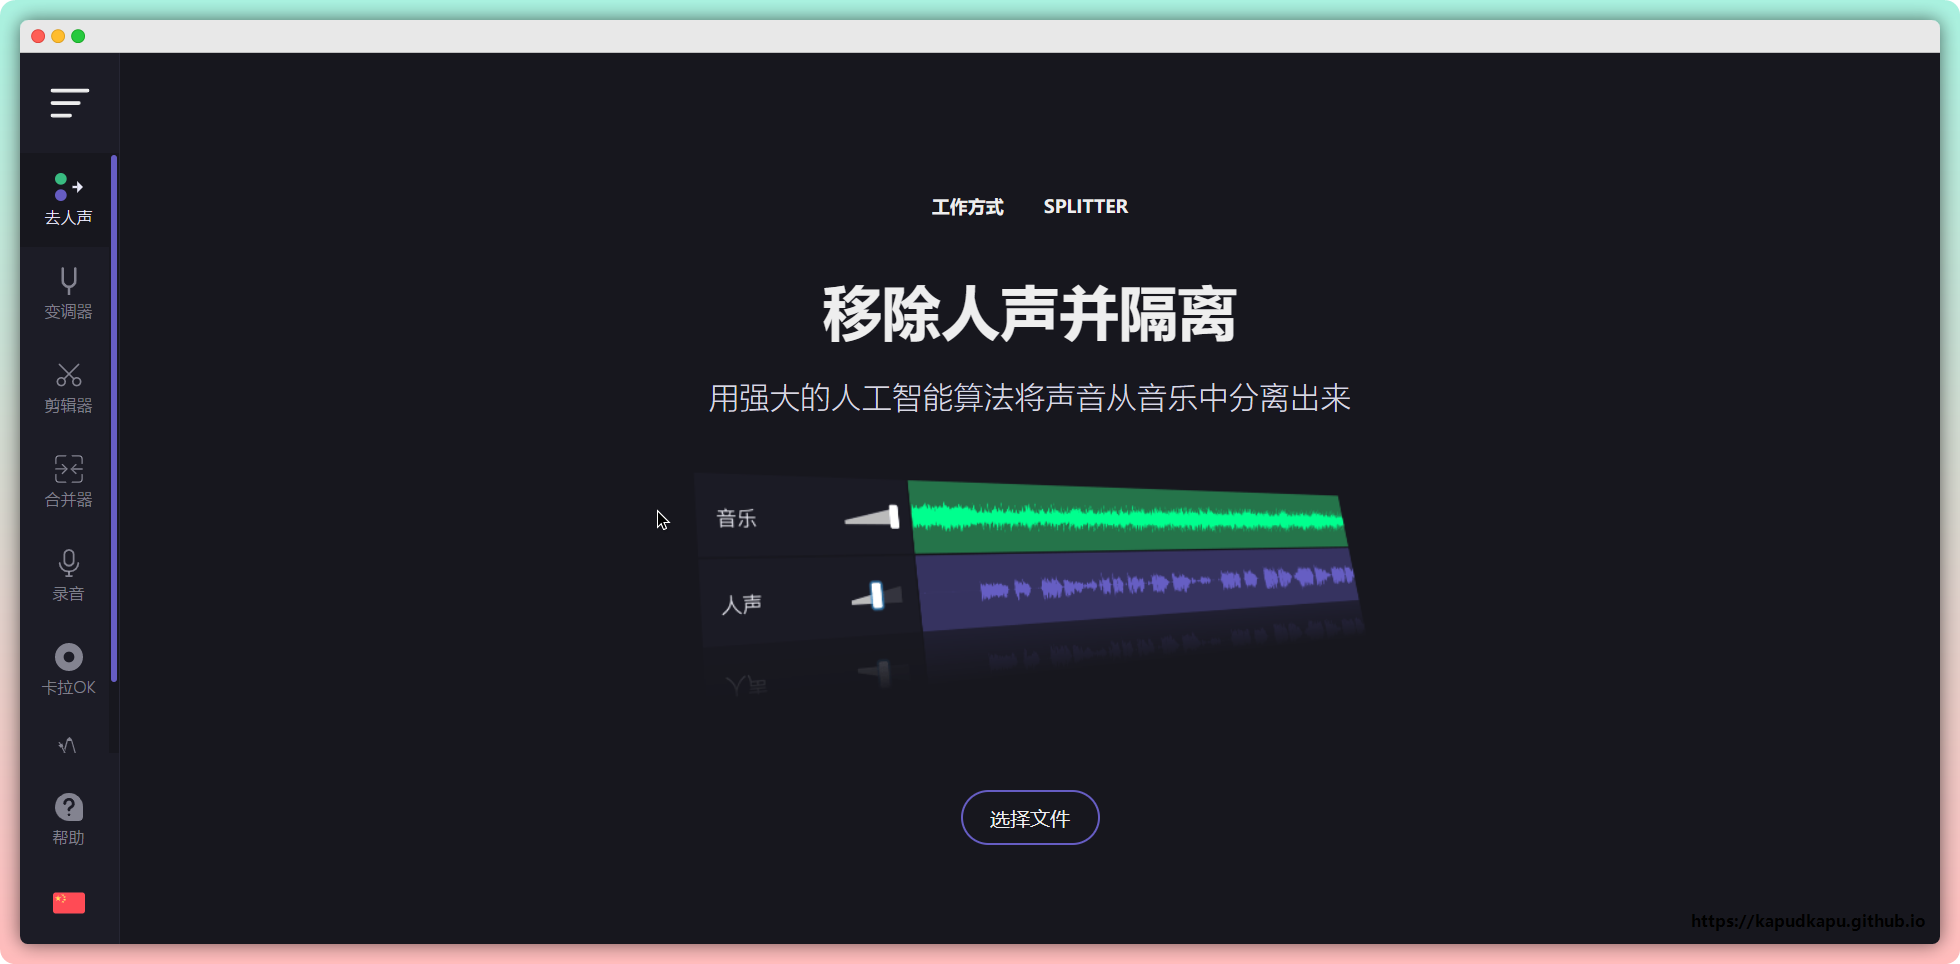 去人声
变调器
剪辑器
合并器
录音
卡拉OK
帮助
工作方式
SPLITTER
移除人声并隔离
用强大的人工智能算法将声音从音乐中分离出来
音乐
人声
选择文件
https://kapudkapu.github.io